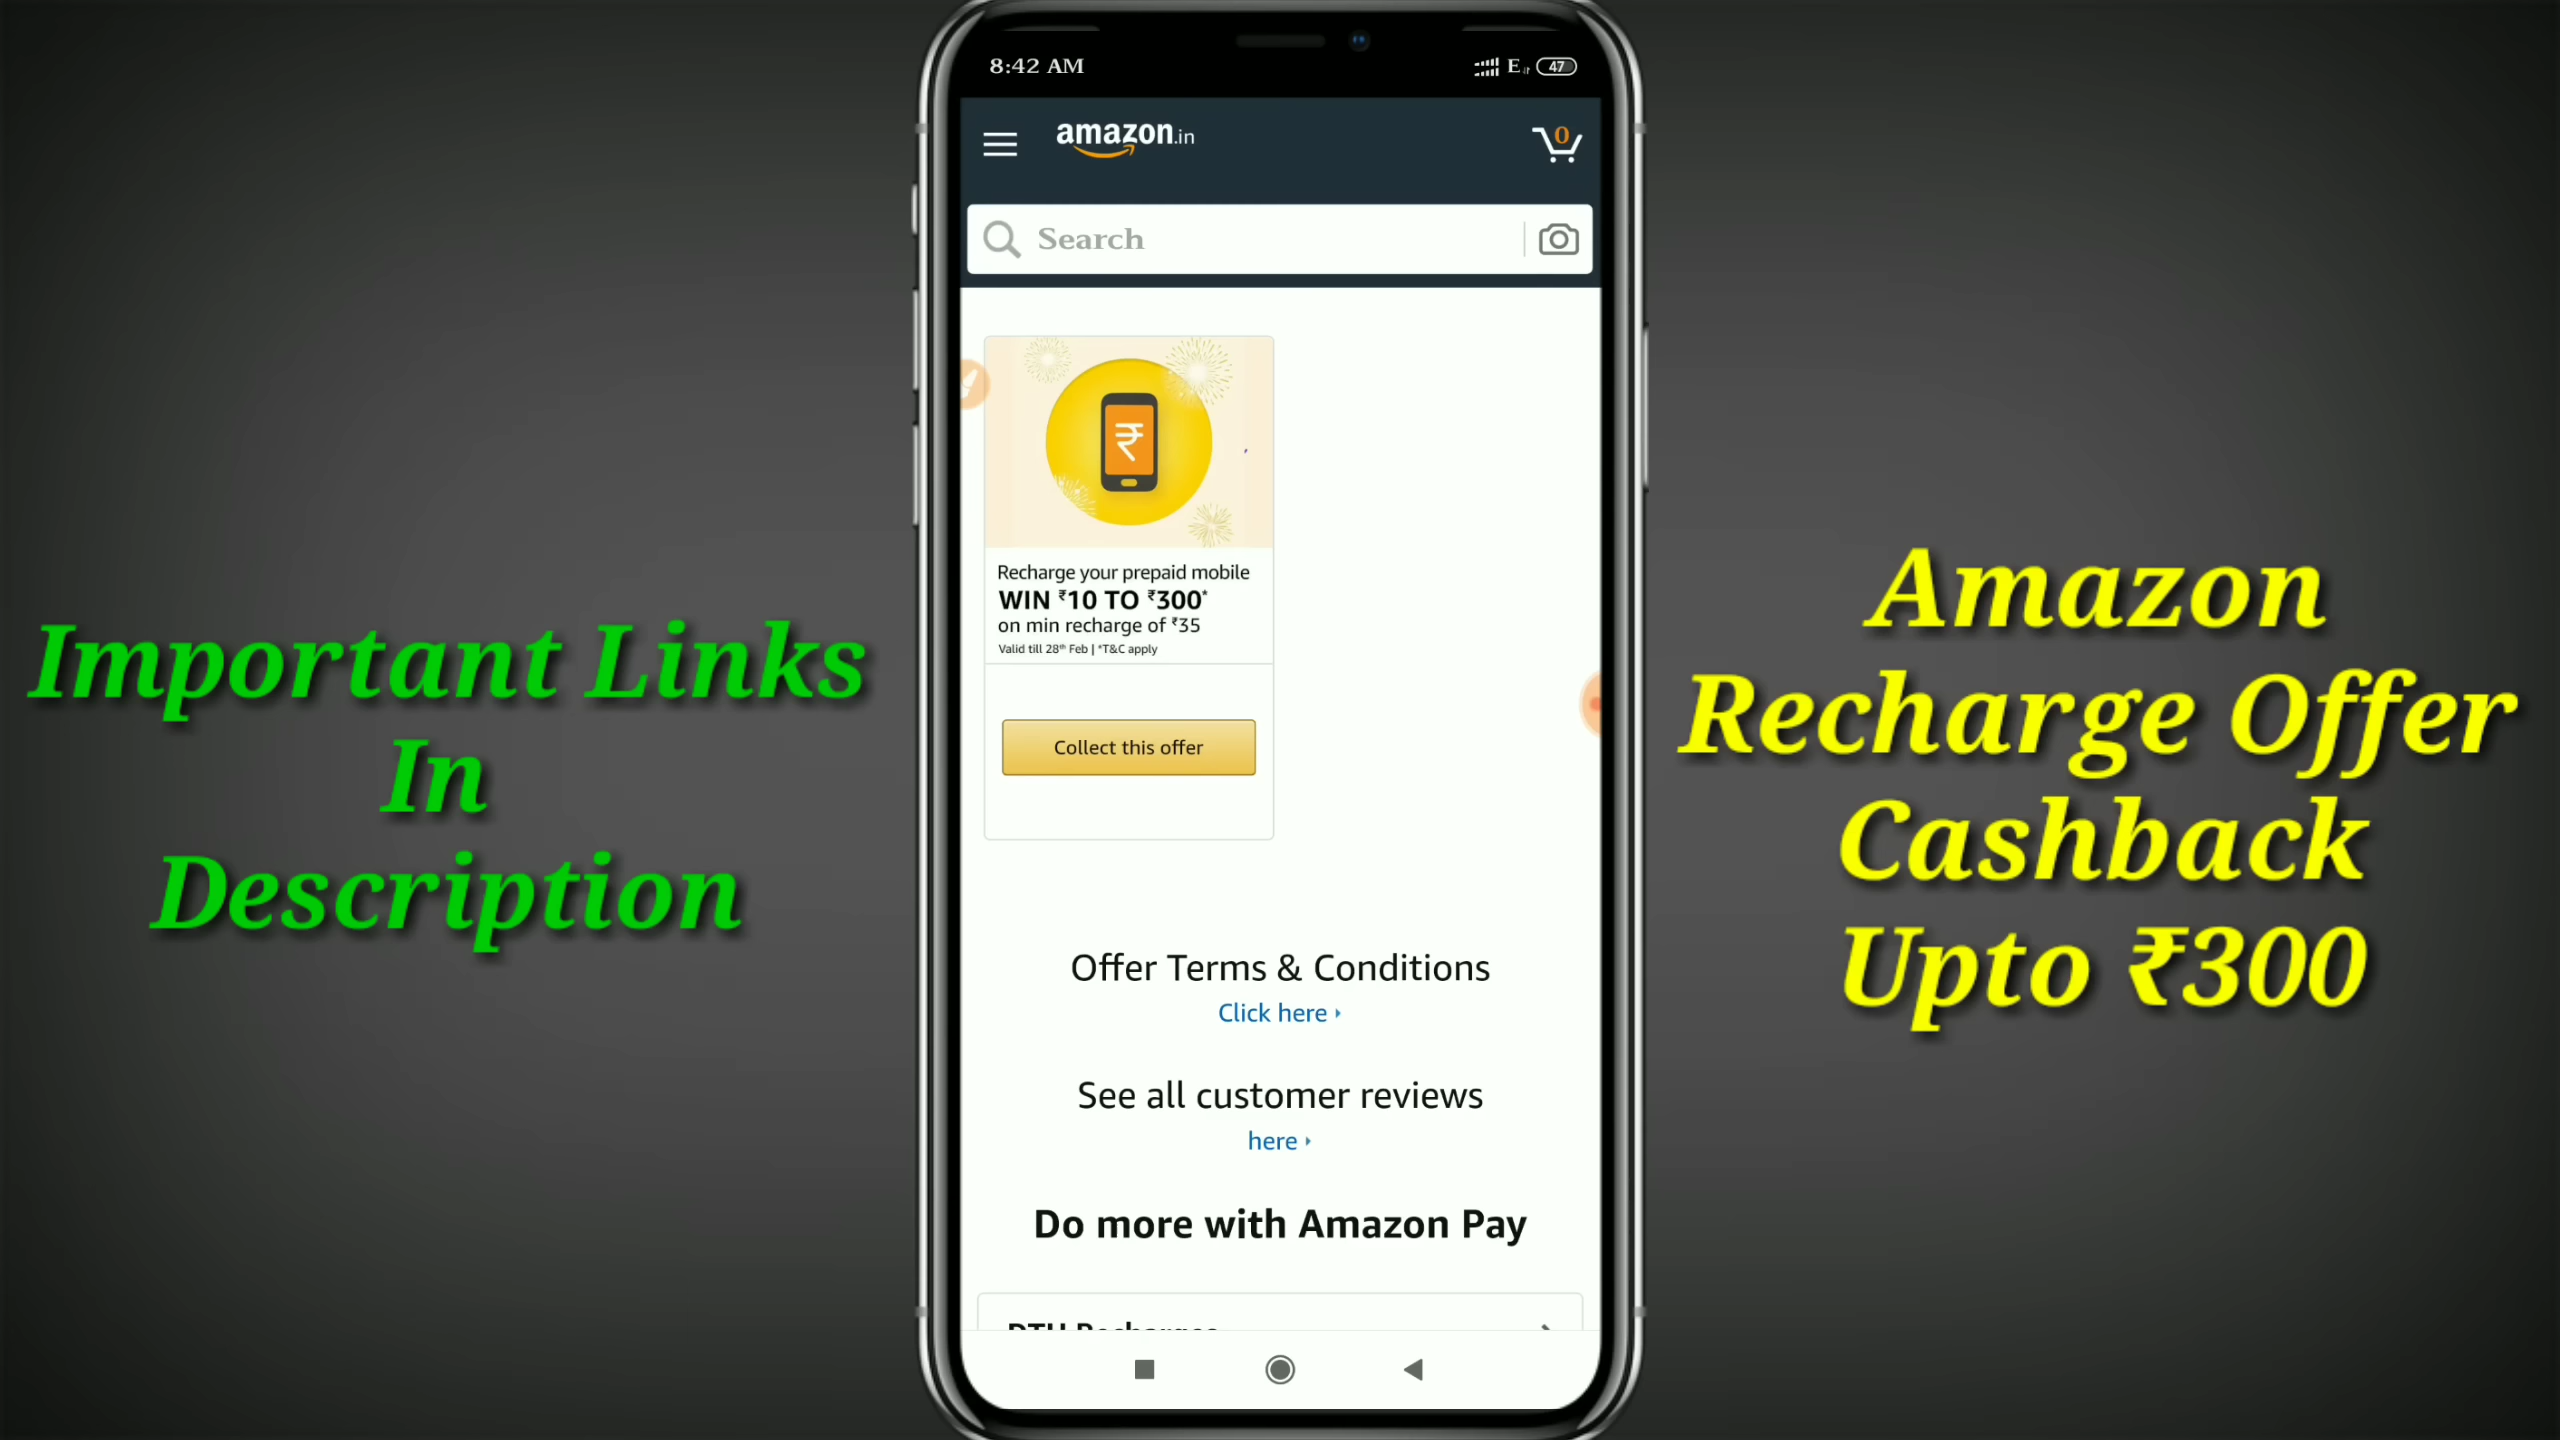 Important Links
In
Description
8:42 AM
E
47
amazon.in
0
Search
₹
Recharge your prepaid mobile
WIN ₹10 TO ₹300*
on min recharge of ₹35
Valid till 28th Feb | *T&C apply
Collect this offer
Offer Terms & Conditions
Click here ›
See all customer reviews
here ›
Do more with Amazon Pay
DTH Recharges
Amazon
Recharge Offer
Cashback
Upto ₹300